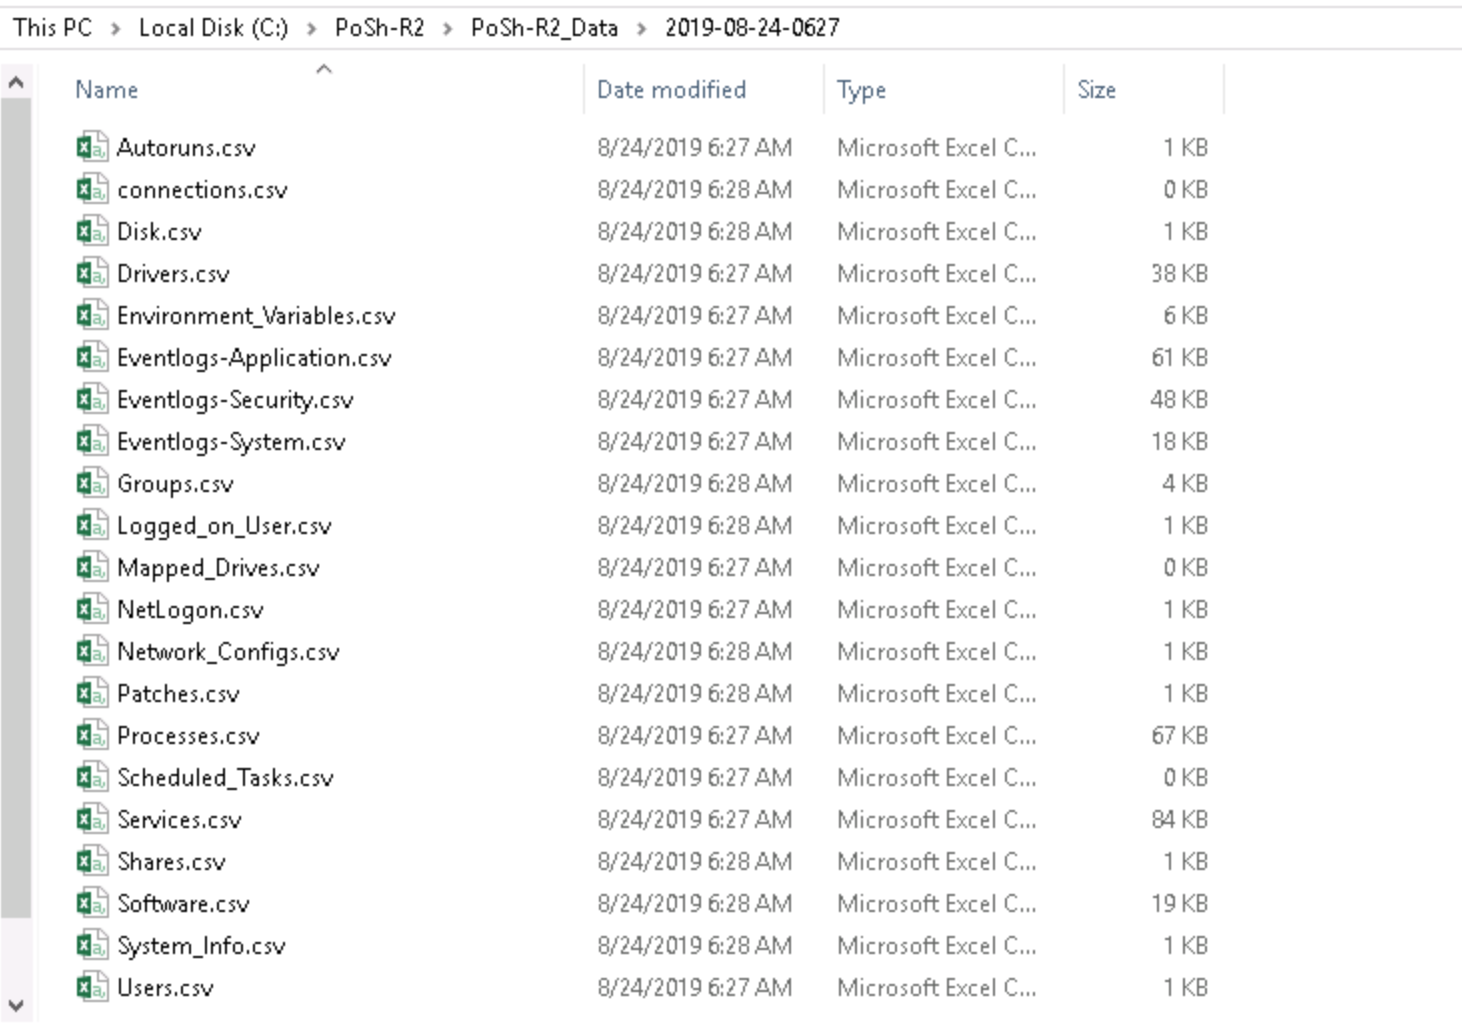 This PC > Local Disk (C:) > PoSh-R2 > PoSh-R2_Data > 2019-08-24-0627
Name Date modified Type Size
Autoruns.csv 8/24/2019 6:27 AM Microsoft Excel C... 1 KB
connections.csv 8/24/2019 6:28 AM Microsoft Excel C... 0 KB
Disk.csv 8/24/2019 6:28 AM Microsoft Excel C... 1 KB
Drivers.csv 8/24/2019 6:27 AM Microsoft Excel C... 38 KB
Environment_Variables.csv 8/24/2019 6:27 AM Microsoft Excel C... 6 KB
Eventlogs-Application.csv 8/24/2019 6:27 AM Microsoft Excel C... 61 KB
Eventlogs-Security.csv 8/24/2019 6:27 AM Microsoft Excel C... 48 KB
Eventlogs-System.csv 8/24/2019 6:27 AM Microsoft Excel C... 18 KB
Groups.csv 8/24/2019 6:28 AM Microsoft Excel C... 4 KB
Logged_on_User.csv 8/24/2019 6:28 AM Microsoft Excel C... 1 KB
Mapped_Drives.csv 8/24/2019 6:27 AM Microsoft Excel C... 0 KB
NetLogon.csv 8/24/2019 6:27 AM Microsoft Excel C... 1 KB
Network_Configs.csv 8/24/2019 6:28 AM Microsoft Excel C... 1 KB
Patches.csv 8/24/2019 6:28 AM Microsoft Excel C... 1 KB
Processes.csv 8/24/2019 6:27 AM Microsoft Excel C... 67 KB
Scheduled_Tasks.csv 8/24/2019 6:27 AM Microsoft Excel C... 0 KB
Services.csv 8/24/2019 6:27 AM Microsoft Excel C... 84 KB
Shares.csv 8/24/2019 6:28 AM Microsoft Excel C... 1 KB
Software.csv 8/24/2019 6:28 AM Microsoft Excel C... 19 KB
System_Info.csv 8/24/2019 6:28 AM Microsoft Excel C... 1 KB
Users.csv 8/24/2019 6:27 AM Microsoft Excel C... 1 KB